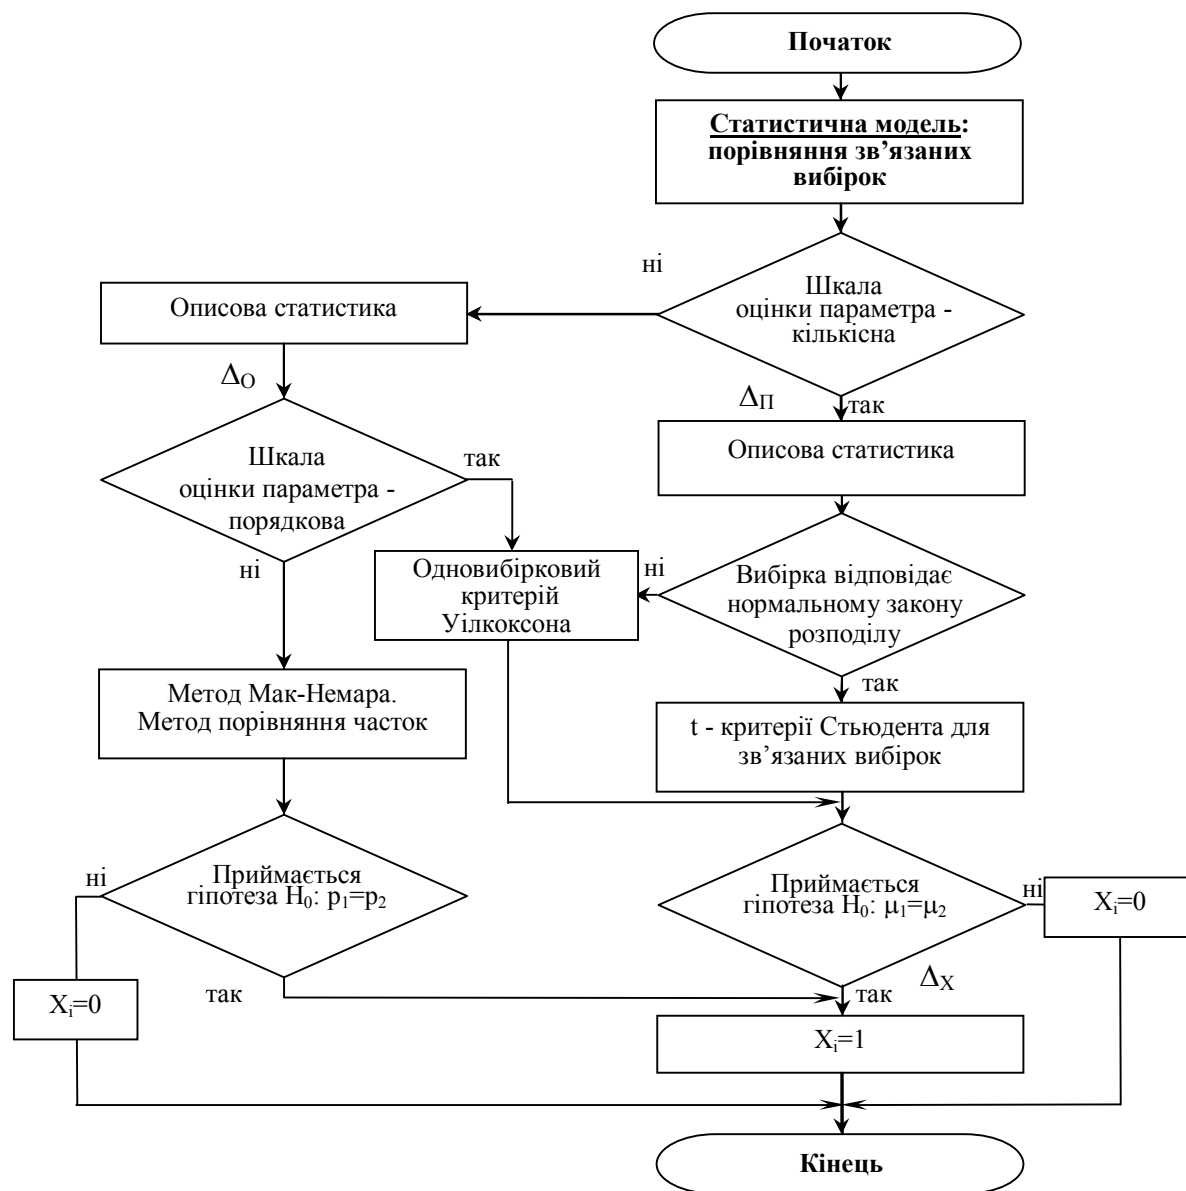 Початок
Статистична модель:
порівняння зв’язаних
вибірок
ні
Шкала
оцінки параметра -
кількісна
Описова статистика
Δ_О
Δ_П
так
Шкала
оцінки параметра -
порядкова
так
Описова статистика
ні
Одновибірковий
критерій
Уілкоксона
ні
Вибірка відповідає
нормальному закону
розподілу
так
Метод Мак-Немара.
Метод порівняння часток
t - критерії Стьюдента для
зв’язаних вибірок
ні
Приймається
гіпотеза H₀: p₁=p₂
Приймається
гіпотеза H₀: μ₁=μ₂
ні
Xᵢ=0
Xᵢ=0
так
Δ_X
так
Xᵢ=1
Кінець